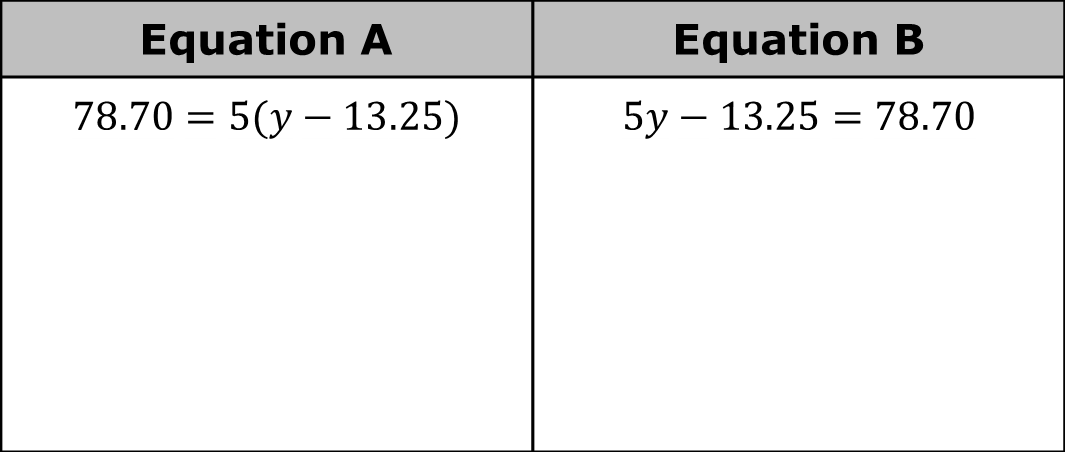 Equation A
Equation B
78.70 = 5(𝑦 − 13.25)
5𝑦 − 13.25 = 78.70